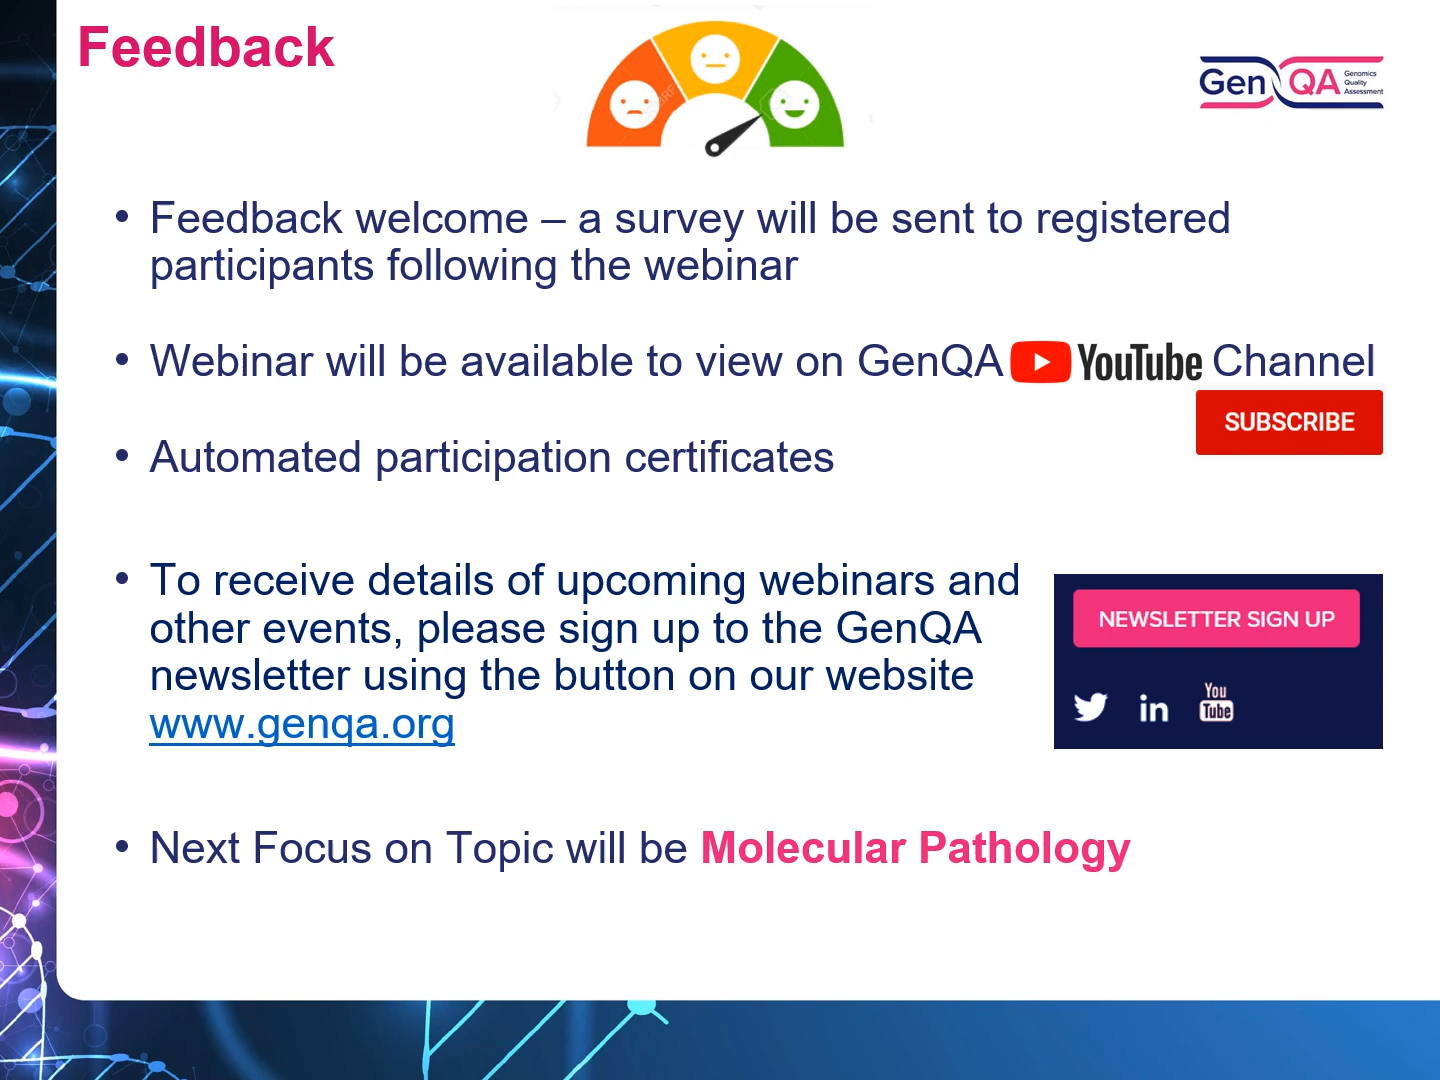 Feedback
Gen QA Genomics Quality Assessment
• Feedback welcome – a survey will be sent to registered
participants following the webinar
• Webinar will be available to view on GenQA YouTube Channel
SUBSCRIBE
• Automated participation certificates
• To receive details of upcoming webinars and
other events, please sign up to the GenQA
newsletter using the button on our website
www.genqa.org
NEWSLETTER SIGN UP
in You Tube
• Next Focus on Topic will be Molecular Pathology